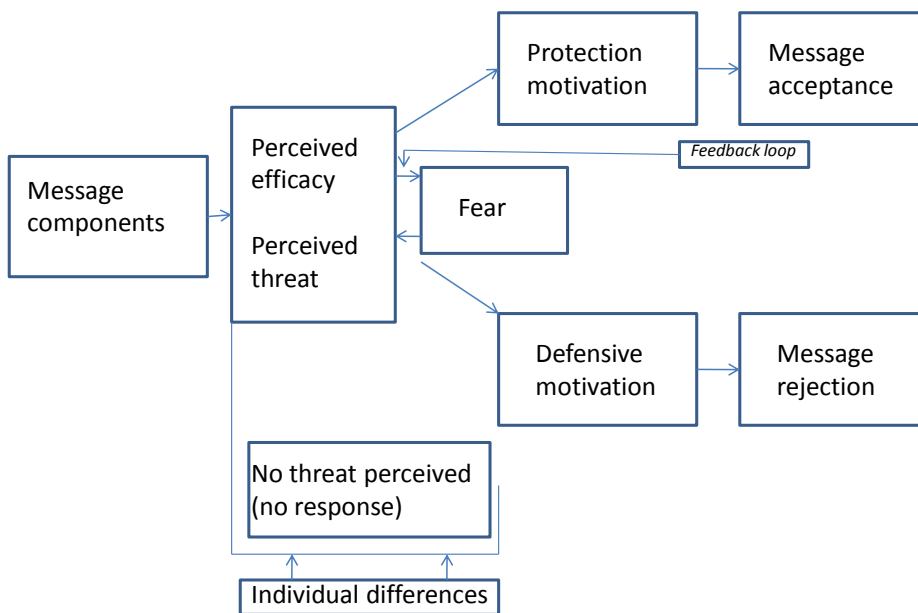 Message
components
Perceived
efficacy
Perceived
threat
Protection
motivation
Message
acceptance
Feedback loop
Fear
Defensive
motivation
Message
rejection
No threat perceived
(no response)
Individual differences